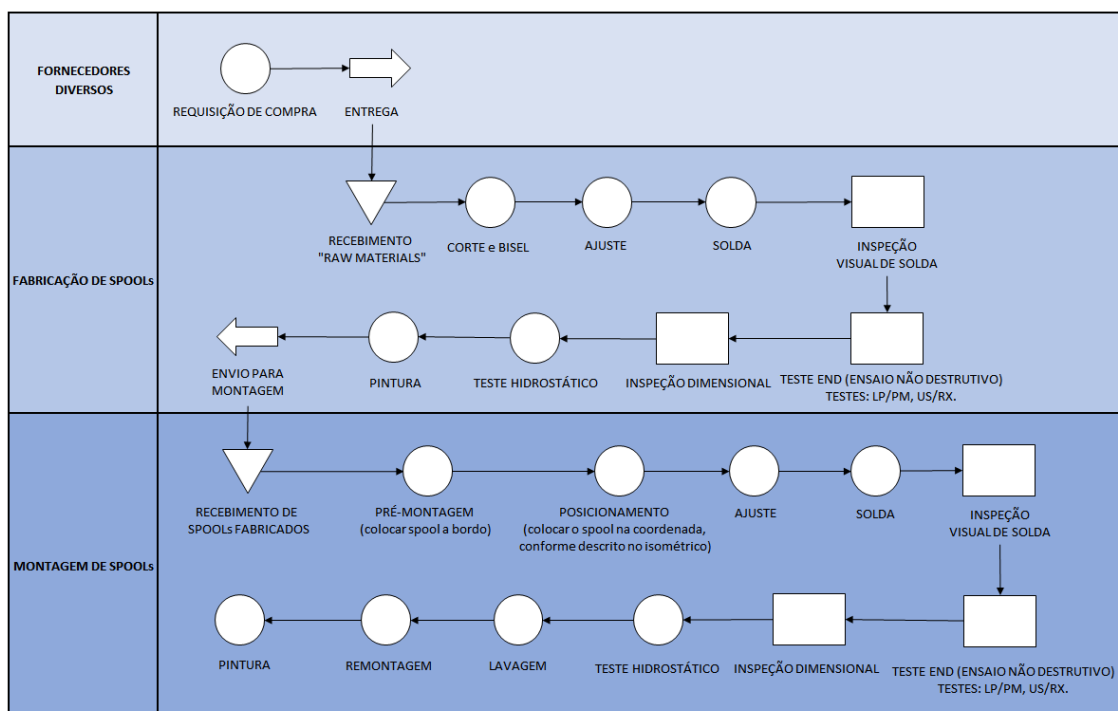 FORNECEDORES
DIVERSOS
REQUISIÇÃO DE COMPRA
ENTREGA
FABRICAÇÃO DE SPOOLs
RECEBIMENTO
"RAW MATERIALS"
CORTE e BISEL
AJUSTE
SOLDA
INSPEÇÃO
VISUAL DE SOLDA
TESTE END (ENSAIO NÃO DESTRUTIVO)
TESTES: LP/PM, US/RX.
INSPEÇÃO DIMENSIONAL
TESTE HIDROSTÁTICO
PINTURA
ENVIO PARA
MONTAGEM
MONTAGEM DE SPOOLs
RECEBIMENTO DE
SPOOLs FABRICADOS
PRÉ-MONTAGEM
(colocar spool a bordo)
POSICIONAMENTO
(colocar o spool na coordenada,
conforme descrito no isométrico)
AJUSTE
SOLDA
INSPEÇÃO
VISUAL DE SOLDA
TESTE END (ENSAIO NÃO DESTRUTIVO)
TESTES: LP/PM, US/RX.
INSPEÇÃO DIMENSIONAL
TESTE HIDROSTÁTICO
LAVAGEM
REMONTAGEM
PINTURA